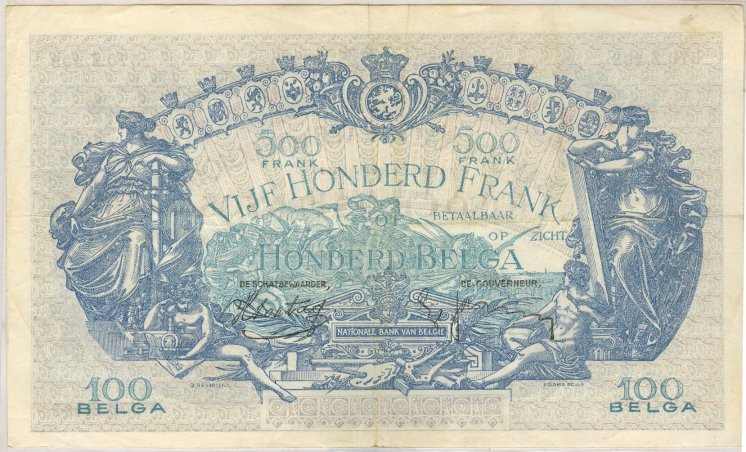 500 500
FRANK FRANK
VIJF HONDERD FRANK
BETAALBAAR
OP ZICHT
HONDERD BELGA
DE SCHATBEWAARDER, DE GOUVERNEUR,
NATIONALE BANK VAN BELGIE
100 100
BELGA BELGA